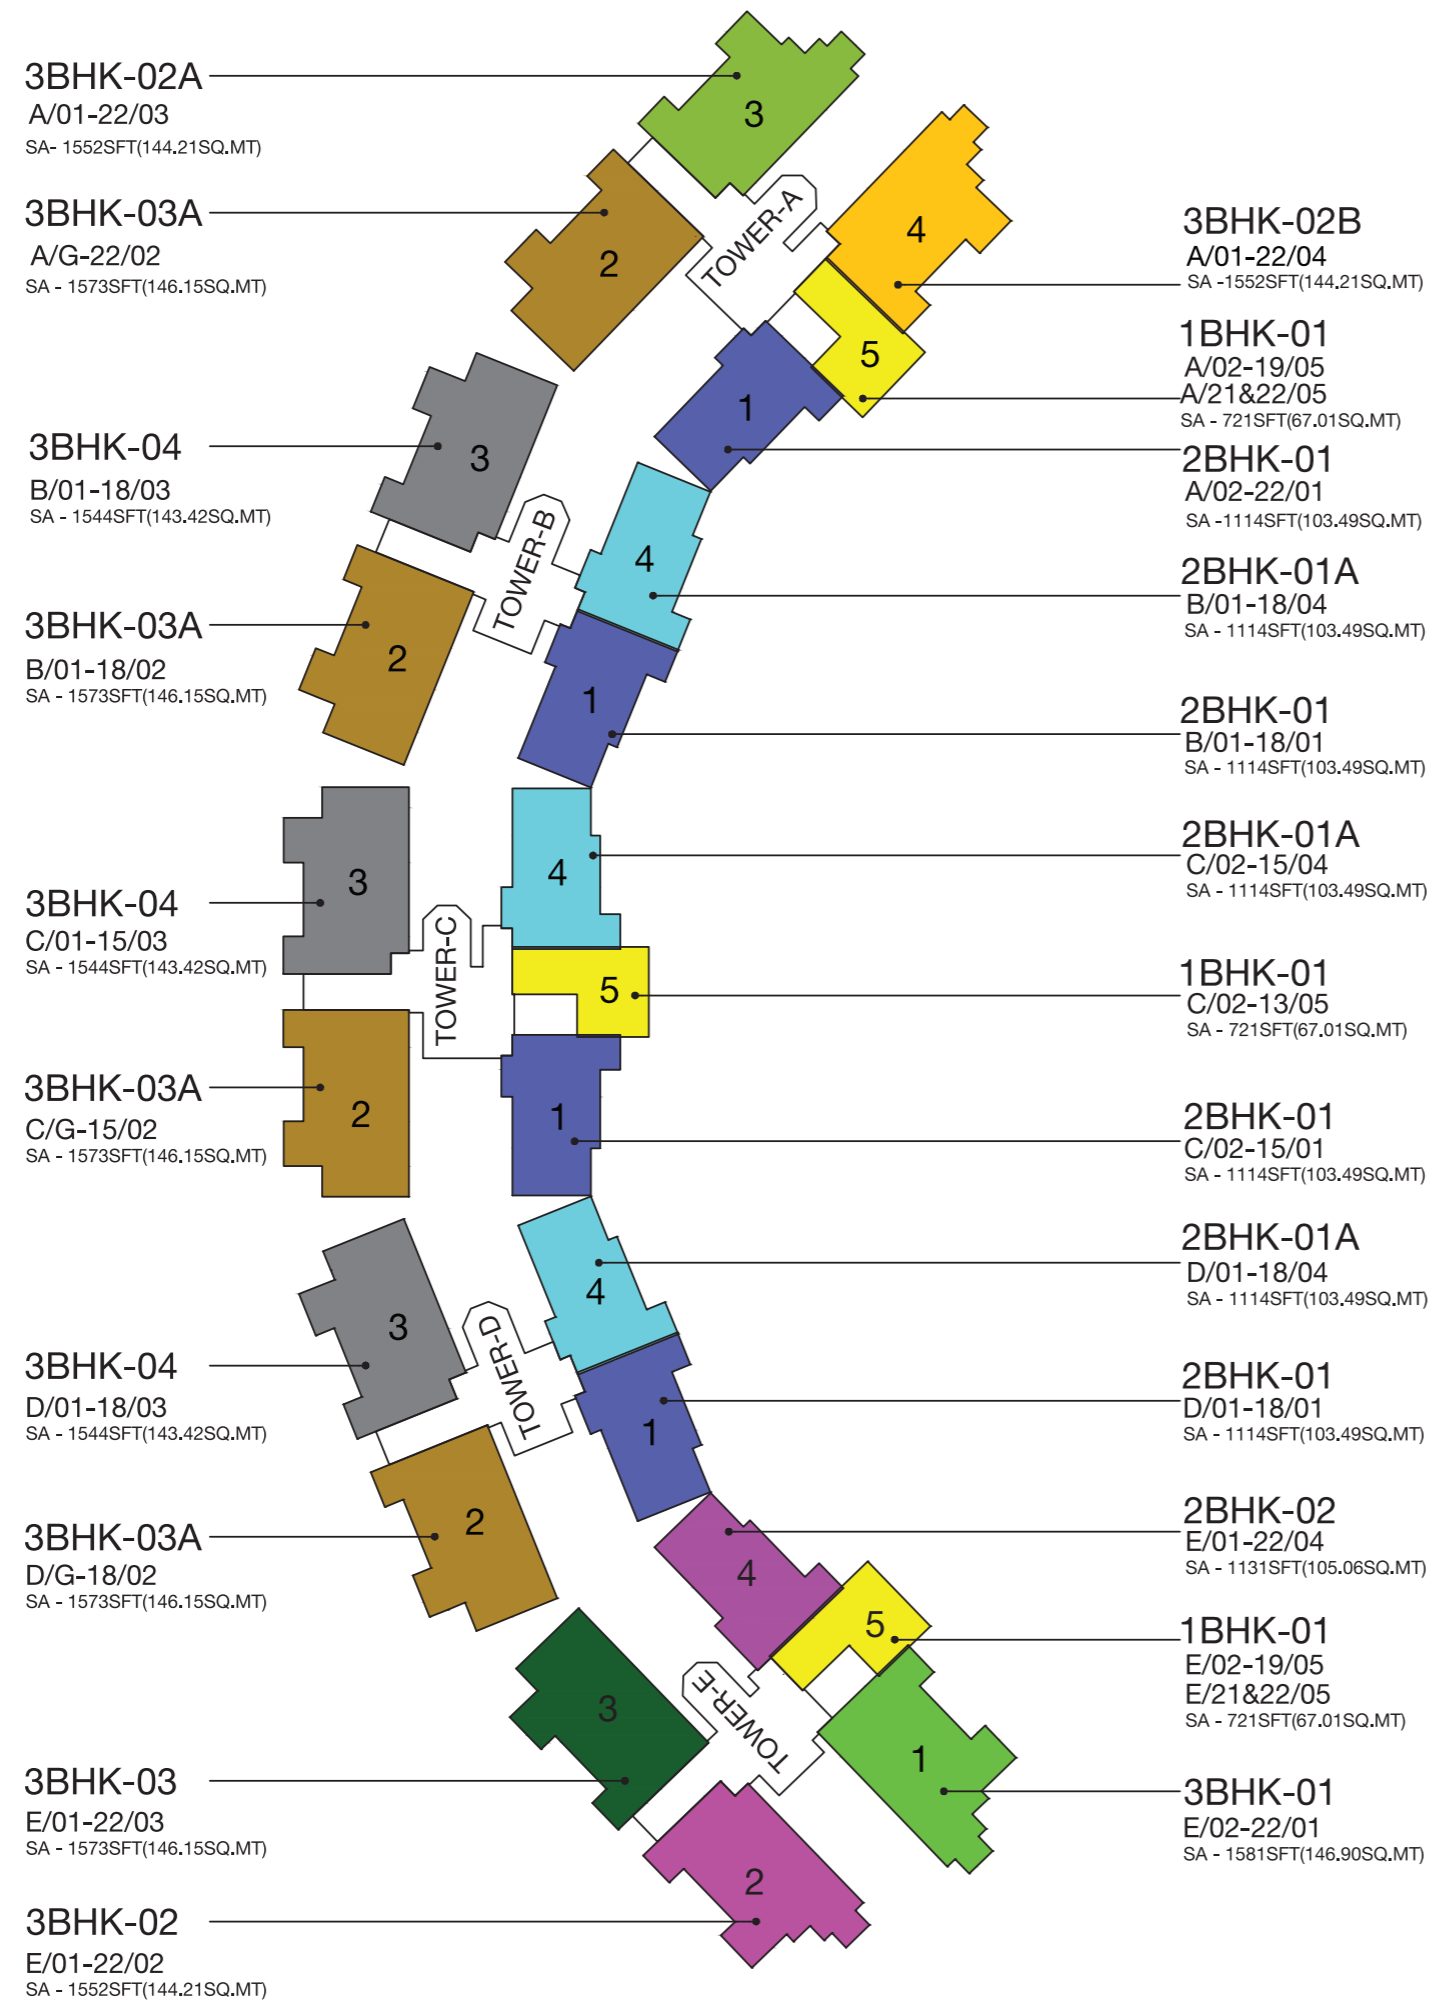 3BHK-02A
A/01-22/03
SA- 1552SFT(144.21SQ.MT)
3BHK-03A
A/G-22/02
SA - 1573SFT(146.15SQ.MT)
3BHK-04
B/01-18/03
SA - 1544SFT(143.42SQ.MT)
3BHK-03A
B/01-18/02
SA - 1573SFT(146.15SQ.MT)
3BHK-04
C/01-15/03
SA - 1544SFT(143.42SQ.MT)
3BHK-03A
C/G-15/02
SA - 1573SFT(146.15SQ.MT)
3BHK-04
D/01-18/03
SA - 1544SFT(143.42SQ.MT)
3BHK-03A
D/G-18/02
SA - 1573SFT(146.15SQ.MT)
3BHK-03
E/01-22/03
SA - 1573SFT(146.15SQ.MT)
3BHK-02
E/01-22/02
SA - 1552SFT(144.21SQ.MT)
3
2
TOWER-A
4
5
1
3
TOWER-B
4
2
1
3
4
TOWER-C
5
2
1
3
TOWER-D
4
1
2
4
5
3
TOWER-E
1
2
3BHK-02B
A/01-22/04
SA -1552SFT(144.21SQ.MT)
1BHK-01
A/02-19/05
A/21&22/05
SA - 721SFT(67.01SQ.MT)
2BHK-01
A/02-22/01
SA -1114SFT(103.49SQ.MT)
2BHK-01A
B/01-18/04
SA - 1114SFT(103.49SQ.MT)
2BHK-01
B/01-18/01
SA - 1114SFT(103.49SQ.MT)
2BHK-01A
C/02-15/04
SA - 1114SFT(103.49SQ.MT)
1BHK-01
C/02-13/05
SA - 721SFT(67.01SQ.MT)
2BHK-01
C/02-15/01
SA - 1114SFT(103.49SQ.MT)
2BHK-01A
D/01-18/04
SA - 1114SFT(103.49SQ.MT)
2BHK-01
D/01-18/01
SA - 1114SFT(103.49SQ.MT)
2BHK-02
E/01-22/04
SA - 1131SFT(105.06SQ.MT)
1BHK-01
E/02-19/05
E/21&22/05
SA - 721SFT(67.01SQ.MT)
3BHK-01
E/02-22/01
SA - 1581SFT(146.90SQ.MT)